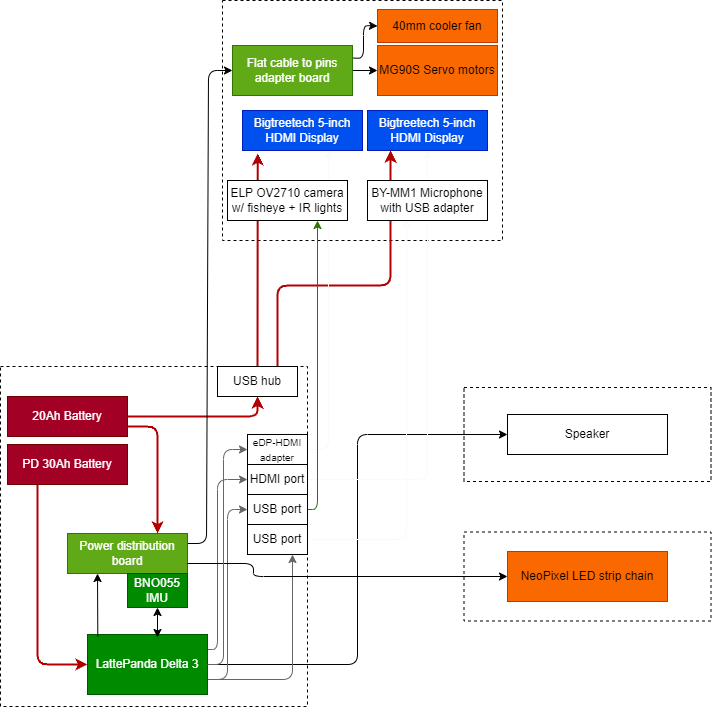 40mm cooler fan
Flat cable to pins
adapter board
MG90S Servo motors
Bigtreetech 5-inch
HDMI Display
Bigtreetech 5-inch
HDMI Display
ELP OV2710 camera
w/ fisheye + IR lights
BY-MM1 Microphone
with USB adapter
USB hub
20Ah Battery
PD 30Ah Battery
eDP-HDMI
adapter
HDMI port
USB port
USB port
Speaker
Power distribution
board
BNO055
IMU
NeoPixel LED strip chain
LattePanda Delta 3